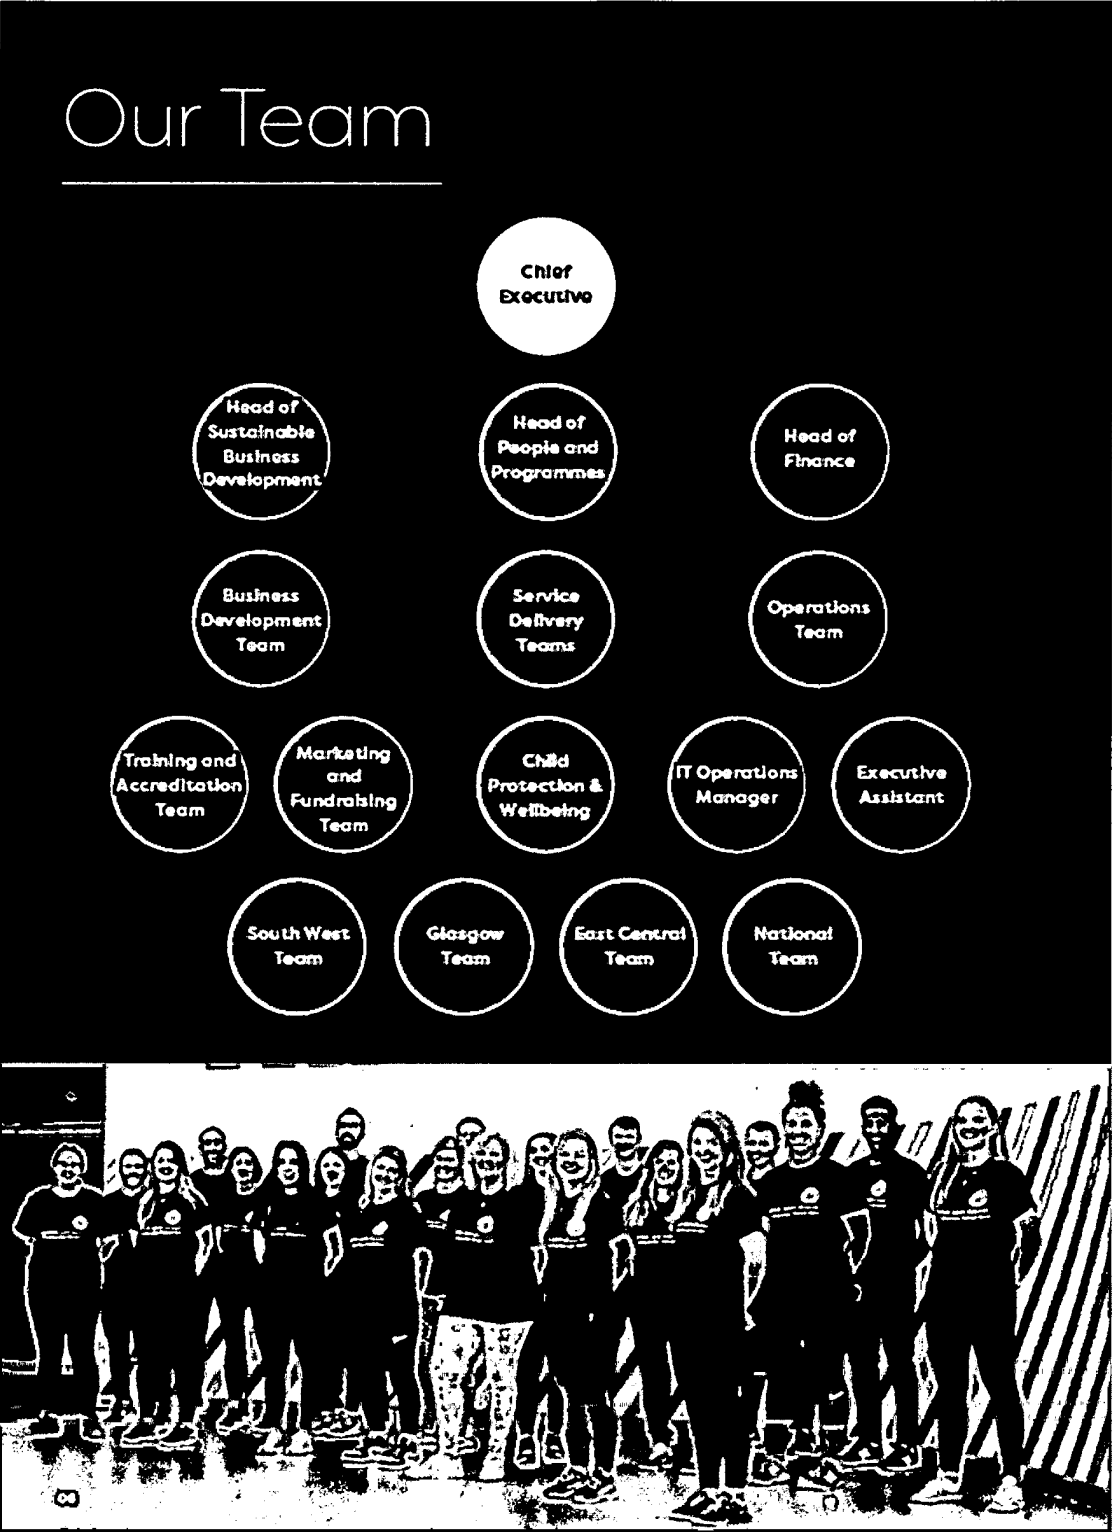 Our Team
Chief
Executive
Head of
Sustainable
Business
Development
Head of
People and
Programmes
Head of
Finance
Business
Development
Team
Service
Delivery
Teams
Operations
Team
Training and
Accreditation
Team
Marketing
and
Fundraising
Team
Child
Protection &
Wellbeing
IT Operations
Manager
Executive
Assistant
South West
Team
Glasgow
Team
East Central
Team
National
Team
8